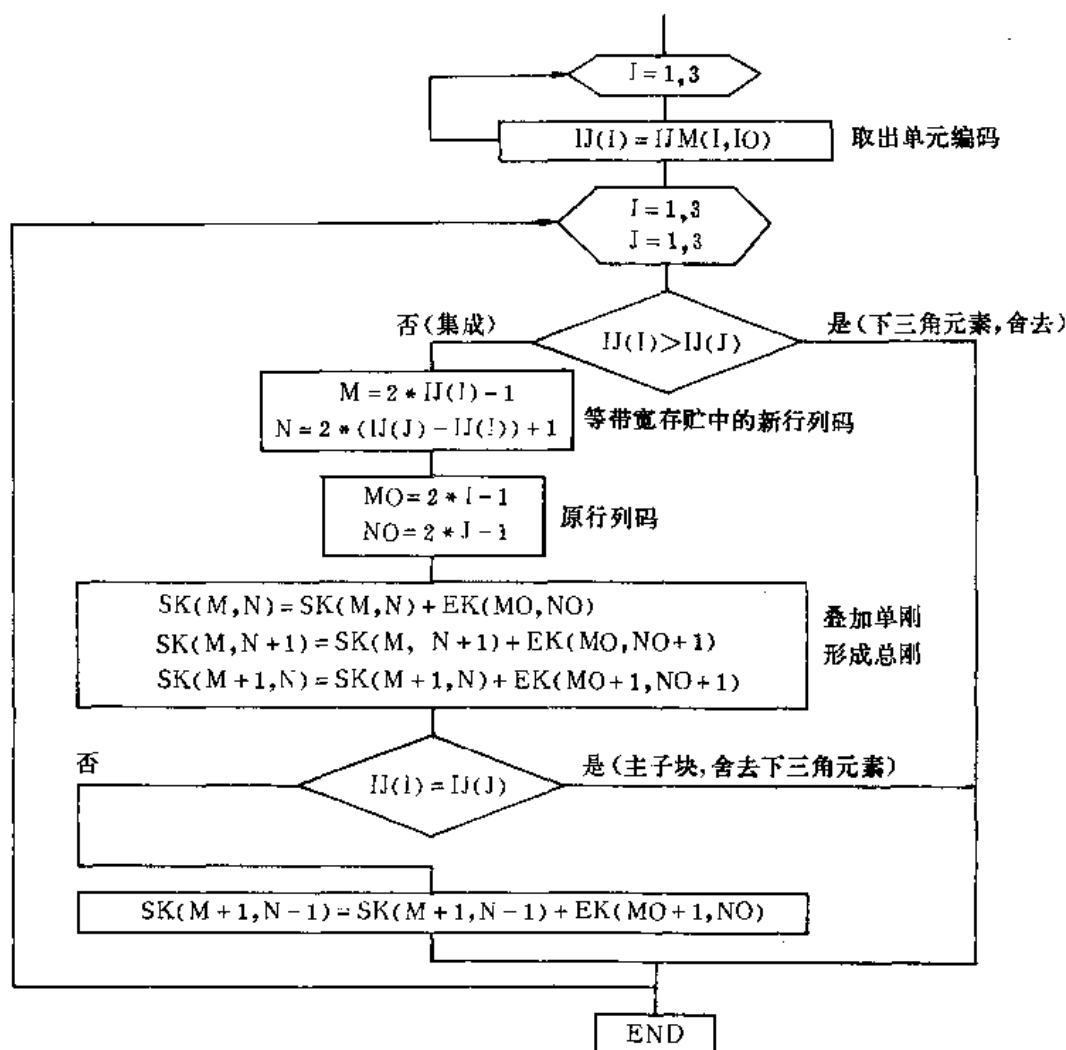 I=1,3
IJ(I)=IJM(I,IO)
取出单元编码
I=1,3
J=1,3
否(集成)
IJ(I)>IJ(J)
是(下三角元素,舍去)
M=2*IJ(I)-1
N=2*(IJ(J)-IJ(I))+1
等带宽存贮中的新行列码
MO=2*I-1
NO=2*J-1
原行列码
SK(M,N)=SK(M,N)+EK(MO,NO)
SK(M,N+1)=SK(M, N+1)+EK(MO,NO+1)
SK(M+1,N)=SK(M+1,N)+EK(MO+1,NO+1)
叠加单刚
形成总刚
否
IJ(I)=IJ(J)
是(主子块,舍去下三角元素)
SK(M+1,N-1)=SK(M+1,N-1)+EK(MO+1,NO)
END